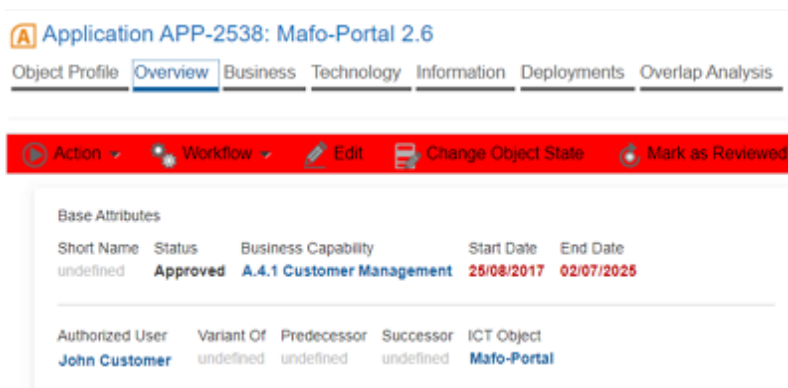 A Application APP-2538: Mafo-Portal 2.6
Object Profile Overview Business Technology Information Deployments Overlap Analysis
Action Workflow Edit Change Object State Mark as Reviewed
Base Attributes
Short Name Status Business Capability Start Date End Date
undefined Approved A.4.1 Customer Management 25/08/2017 02/07/2025
Authorized User Variant Of Predecessor Successor ICT Object
John Customer undefined undefined undefined Mafo-Portal